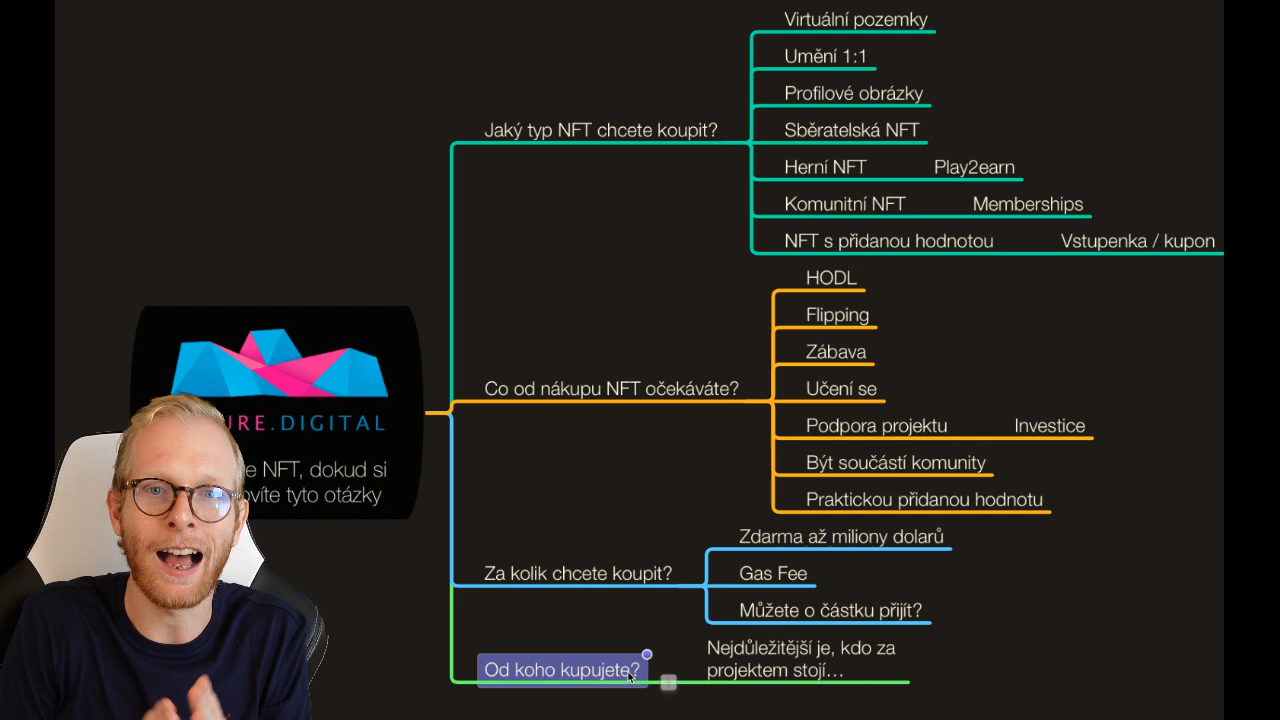 Virtuální pozemky
Umění 1:1
Profilové obrázky
Jaký typ NFT chcete koupit?
Sběratelská NFT
Herní NFT Play2earn
Komunitní NFT Memberships
NFT s přidanou hodnotou Vstupenka / kupon
HODL
Flipping
Zábava
Co od nákupu NFT očekáváte?
Učení se
Podpora projektu Investice
Být součástí komunity
Praktickou přidanou hodnotu
.DIGITAL
NFT, dokud si
tyto otázky
Zdarma až miliony dolarů
Za kolik chcete koupit?
Gas Fee
Můžete o částku přijít?
Od koho kupujete?
Nejdůležitější je, kdo za
projektem stojí...